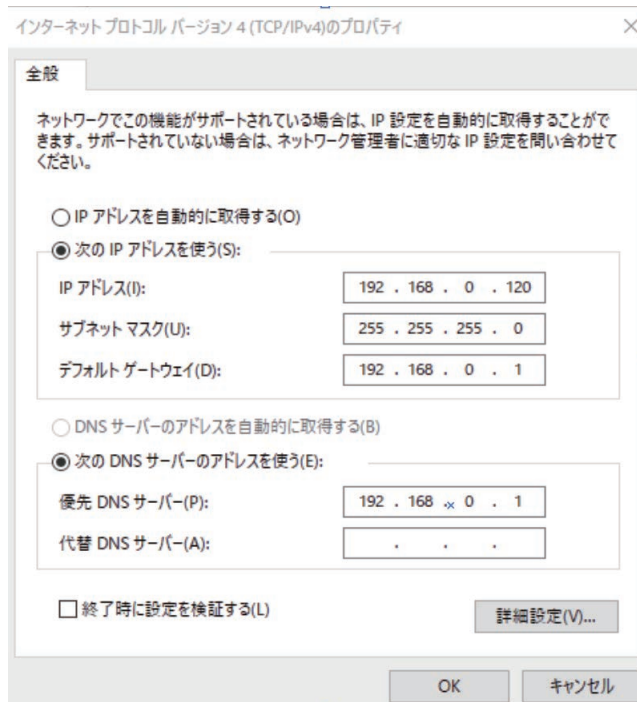 インターネット プロトコル バージョン 4 (TCP/IPv4)のプロパティ
全般
ネットワークでこの機能がサポートされている場合は、IP 設定を自動的に取得することがで
きます。サポートされていない場合は、ネットワーク管理者に適切な IP 設定を問い合わせて
ください。
IP アドレスを自動的に取得する(O)
次の IP アドレスを使う(S):
IP アドレス(I): 192 . 168 . 0 . 120
サブネット マスク(U): 255 . 255 . 255 . 0
デフォルト ゲートウェイ(D): 192 . 168 . 0 . 1
DNS サーバーのアドレスを自動的に取得する(B)
次の DNS サーバーのアドレスを使う(E):
優先 DNS サーバー(P): 192 . 168 .x 0 . 1
代替 DNS サーバー(A): . . .
終了時に設定を検証する(L)
詳細設定(V)...
OK キャンセル